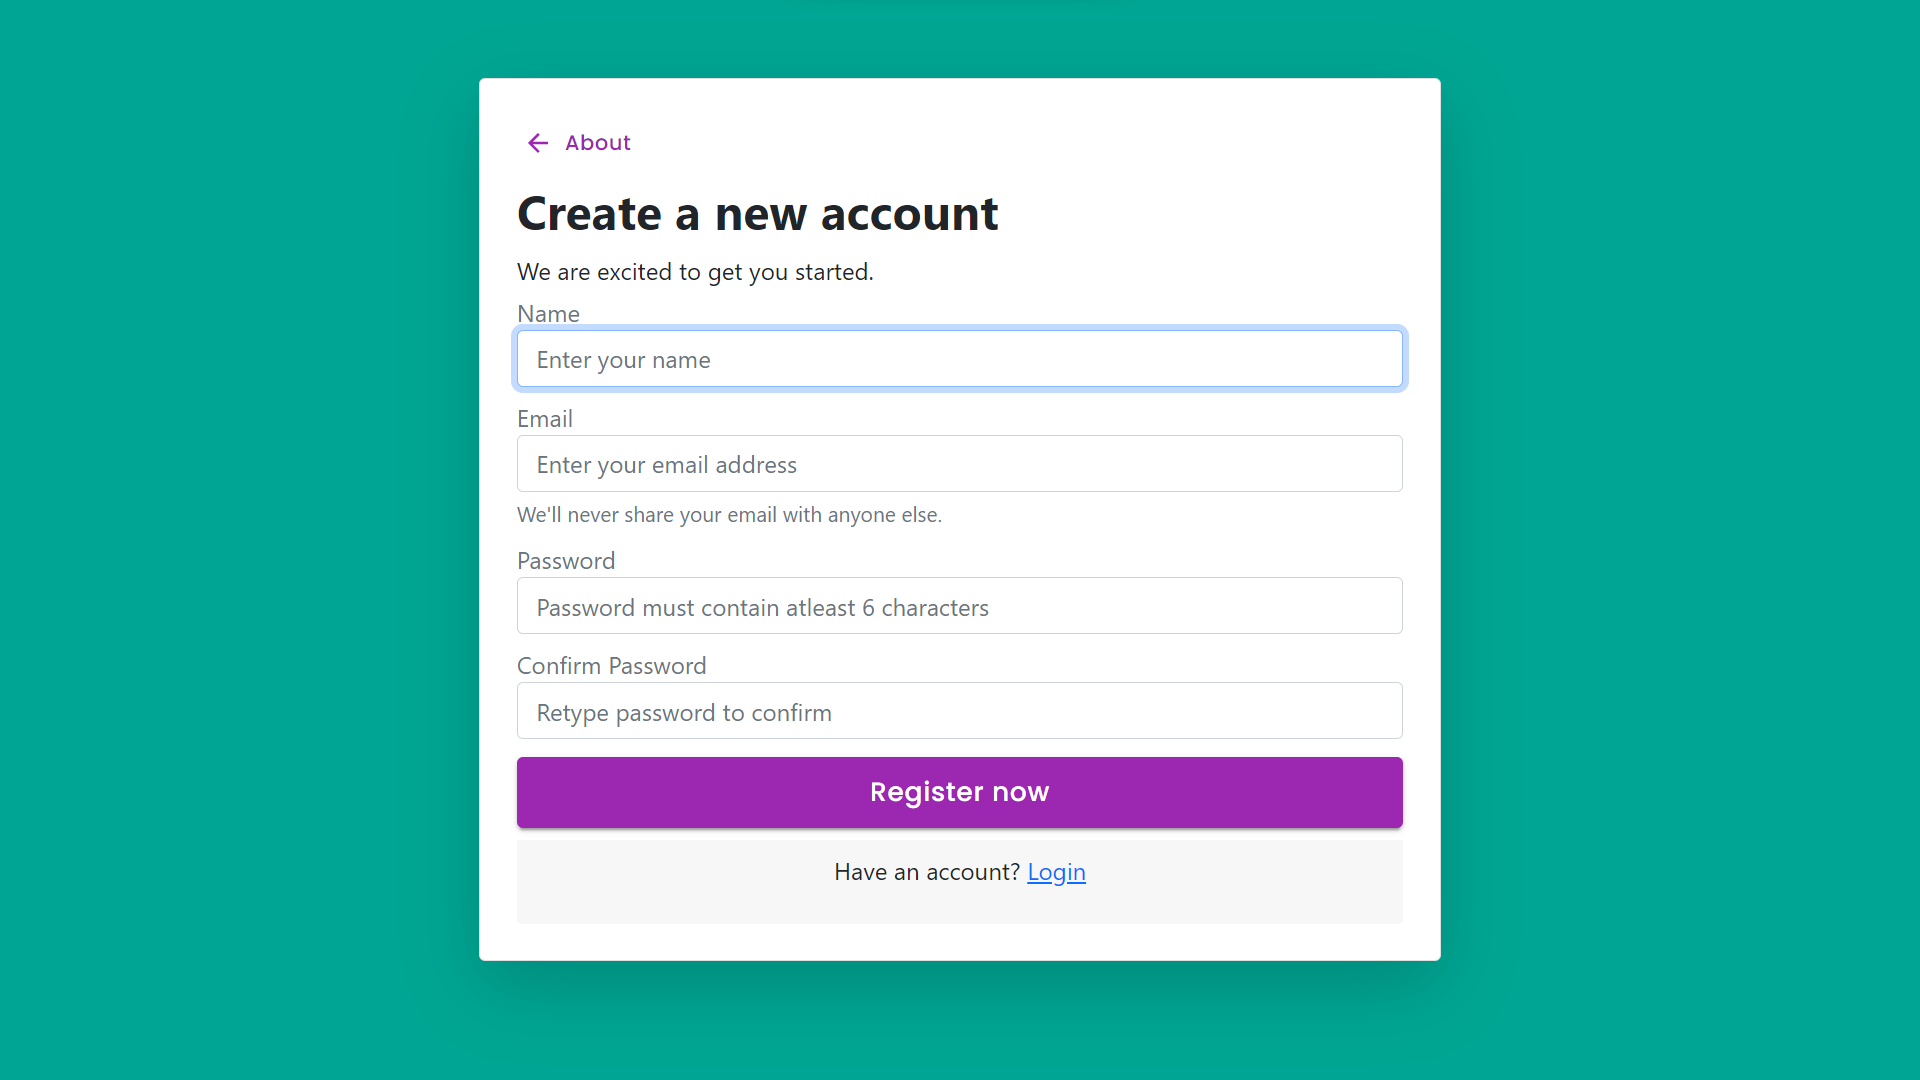 About
Create a new account
We are excited to get you started.
Name
Enter your name
Email
Enter your email address
We'll never share your email with anyone else.
Password
Password must contain atleast 6 characters
Confirm Password
Retype password to confirm
Register now
Have an account? Login